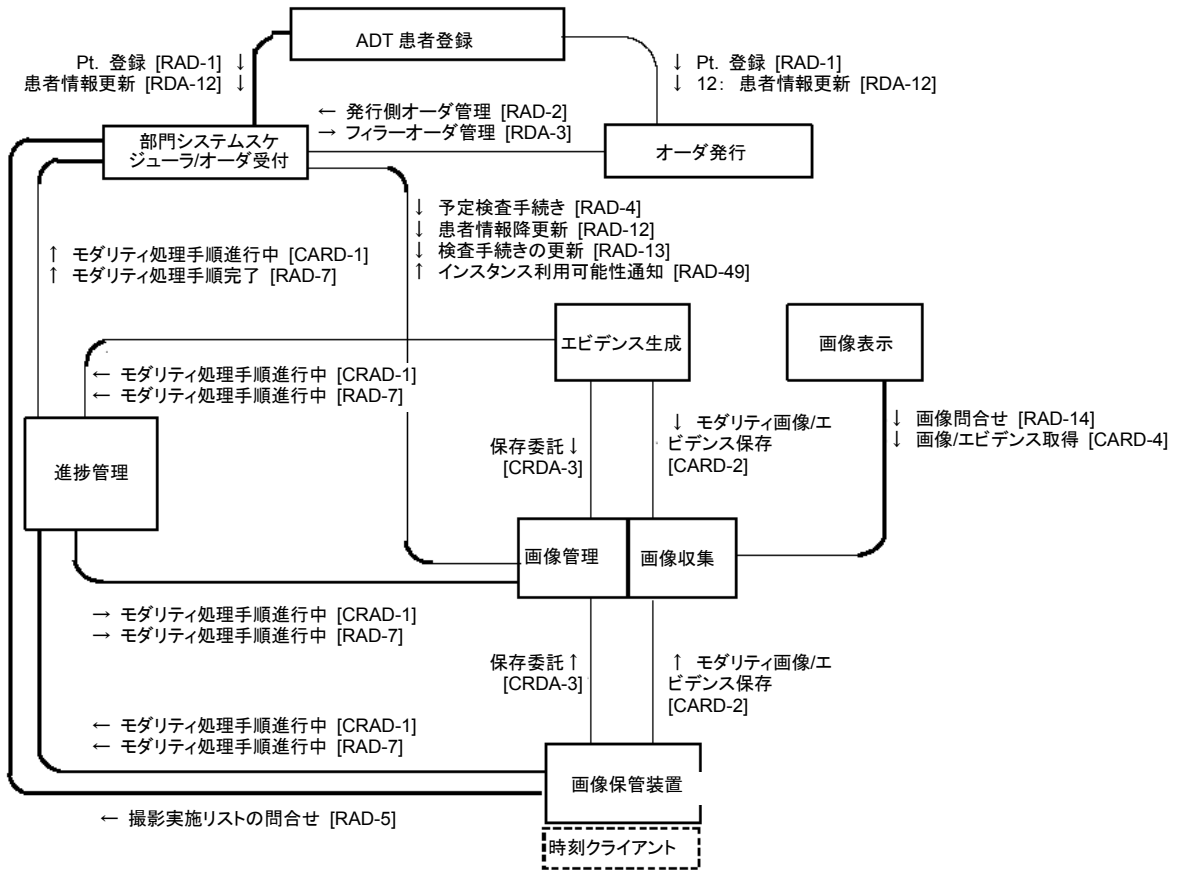 ADT 患者登録
Pt. 登録 [RAD-1] ↓
患者情報更新 [RDA-12] ↓
↓ Pt. 登録 [RAD-1]
↓ 12: 患者情報更新 [RDA-12]
← 発行側オーダ管理 [RAD-2]
→ フィラーオーダ管理 [RDA-3]
部門システムスケ
ジューラ/オーダ受付
オーダ発行
↓ 予定検査手続き [RAD-4]
↓ 患者情報降更新 [RAD-12]
↓ 検査手続きの更新 [RAD-13]
↑ インスタンス利用可能性通知 [RAD-49]
↑ モダリティ処理手順進行中 [CARD-1]
↑ モダリティ処理手順完了 [RAD-7]
エビデンス生成
画像表示
← モダリティ処理手順進行中 [CRAD-1]
← モダリティ処理手順進行中 [RAD-7]
↓ 画像問合せ [RAD-14]
↓ 画像/エビデンス取得 [CARD-4]
保存委託↓
[CRDA-3]
↓ モダリティ画像/エ
ビデンス保存
[CARD-2]
進捗管理
画像管理
画像収集
→ モダリティ処理手順進行中 [CRAD-1]
→ モダリティ処理手順進行中 [RAD-7]
保存委託↑
[CRDA-3]
↑ モダリティ画像/エ
ビデンス保存
[CARD-2]
← モダリティ処理手順進行中 [CRAD-1]
← モダリティ処理手順進行中 [RAD-7]
画像保管装置
← 撮影実施リストの問合せ [RAD-5]
時刻クライアント